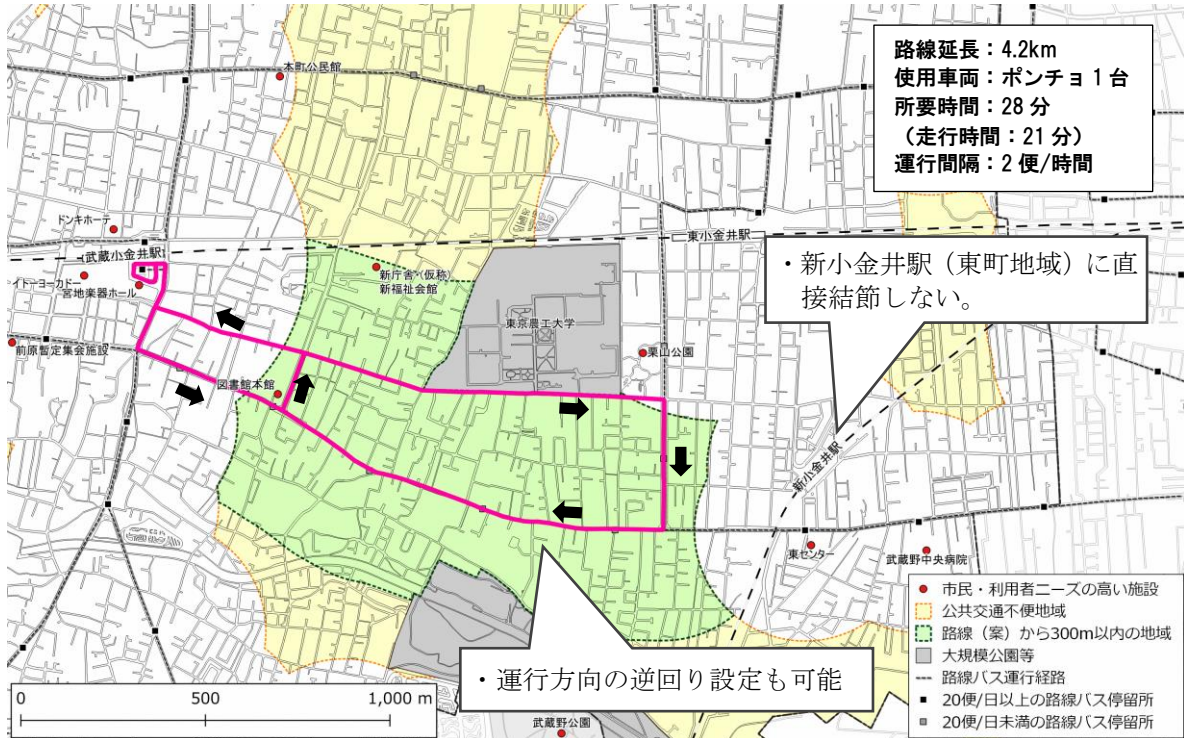 路線延長：4.2km
使用車両：ポンチョ1台
所要時間：28分
（走行時間：21分）
運行間隔：2便/時間
本町公民館
ドンキホーテ
武蔵小金井駅
イトーヨーカドー
宮地楽器ホール
新庁舎・(仮称)
新福祉会館
東小金井駅
・新小金井駅（東町地域）に直
接結節しない。
東京農工大学
栗山公園
前原暫定集会施設
図書館本館
新小金井駅
東センター
武蔵野中央病院
・運行方向の逆回り設定も可能
武蔵野公園
0 500 1,000 m
市民・利用者ニーズの高い施設
公共交通不便地域
路線（案）から300m以内の地域
大規模公園等
路線バス運行経路
20便/日以上の路線バス停留所
20便/日未満の路線バス停留所